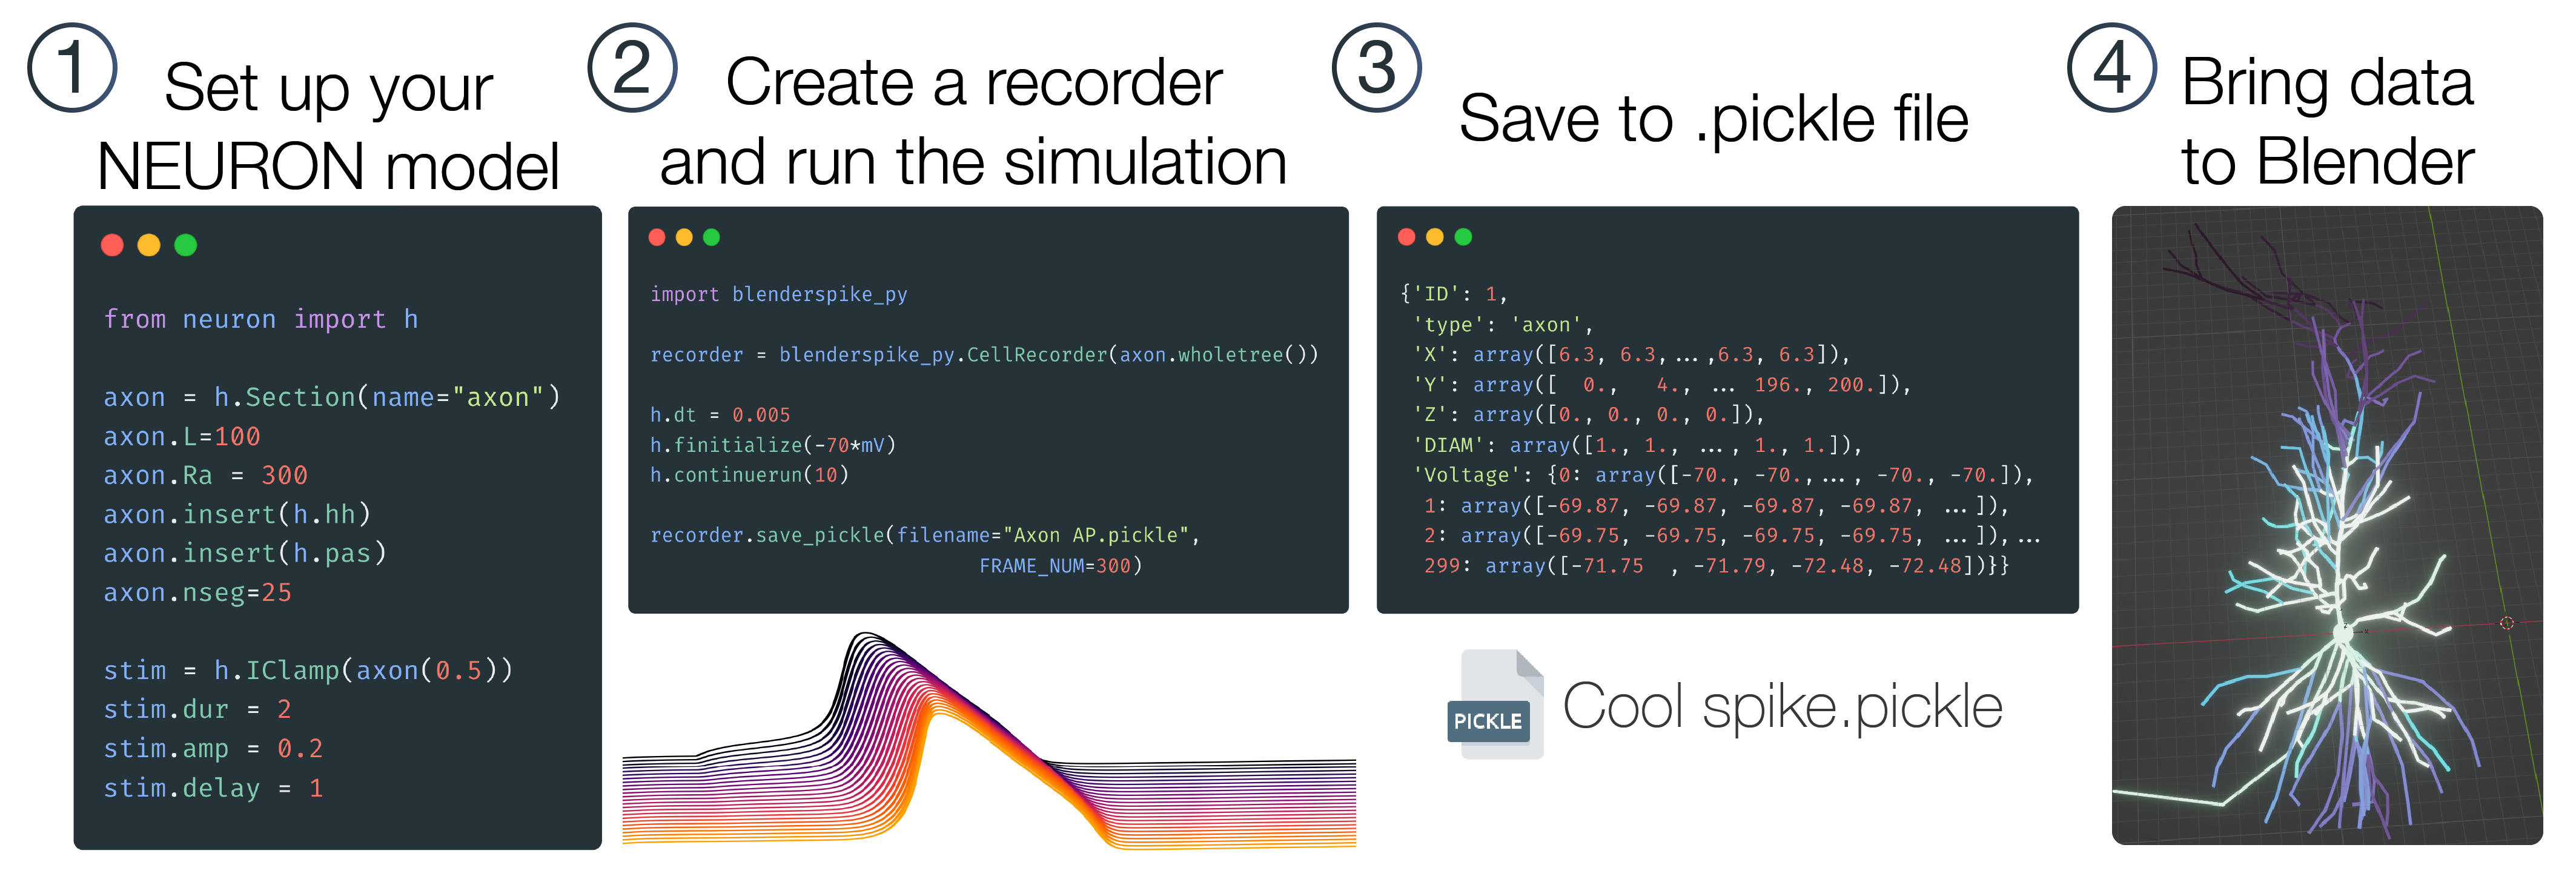 1
Set up your
NEURON model
from neuron import h
axon = h.Section(name="axon")
axon.L=100
axon.Ra = 300
axon.insert(h.hh)
axon.insert(h.pas)
axon.nseg=25
stim = h.IClamp(axon(0.5))
stim.dur = 2
stim.amp = 0.2
stim.delay = 1
2
Create a recorder
and run the simulation
import blenderspike_py
recorder = blenderspike_py.CellRecorder(axon.wholetree())
h.dt = 0.005
h.finitialize(-70*mV)
h.continuerun(10)
recorder.save_pickle(filename="Axon AP.pickle",
FRAME_NUM=300)
3
Save to .pickle file
{'ID': 1,
'type': 'axon',
'X': array([6.3, 6.3, ... ,6.3, 6.3]),
'Y': array([ 0., 4., ... 196., 200.]),
'Z': array([0., 0., 0., 0.]),
'DIAM': array([1., 1., ... , 1., 1.]),
'Voltage': {0: array([-70., -70., ... , -70., -70.]),
1: array([-69.87, -69.87, -69.87, -69.87, ... ]),
2: array([-69.75, -69.75, -69.75, -69.75, ... ]), ...
299: array([-71.75 , -71.79, -72.48, -72.48])}}
PICKLE
Cool spike.pickle
4
Bring data
to Blender